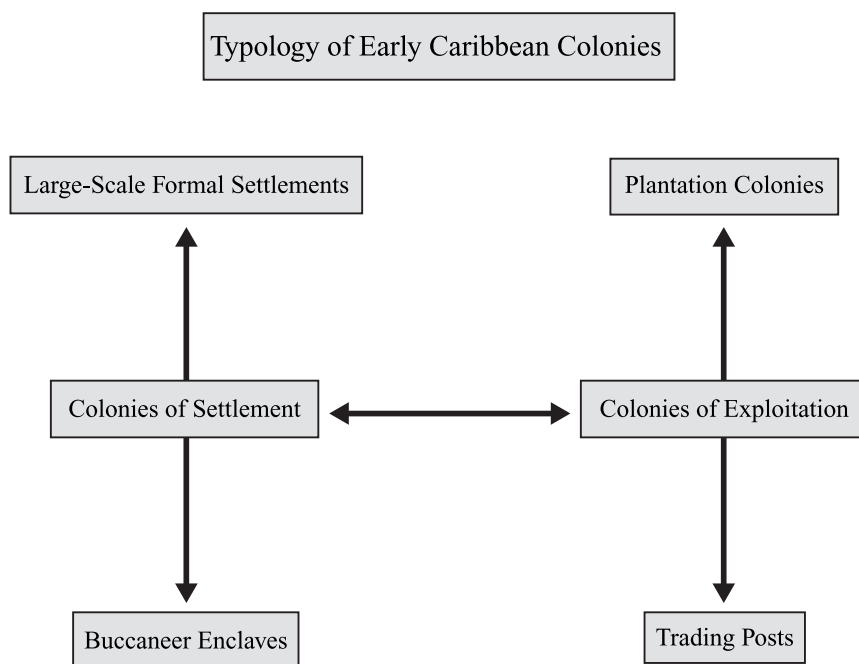 Typology of Early Caribbean Colonies
Large-Scale Formal Settlements
Plantation Colonies
Colonies of Settlement
Colonies of Exploitation
Buccaneer Enclaves
Trading Posts